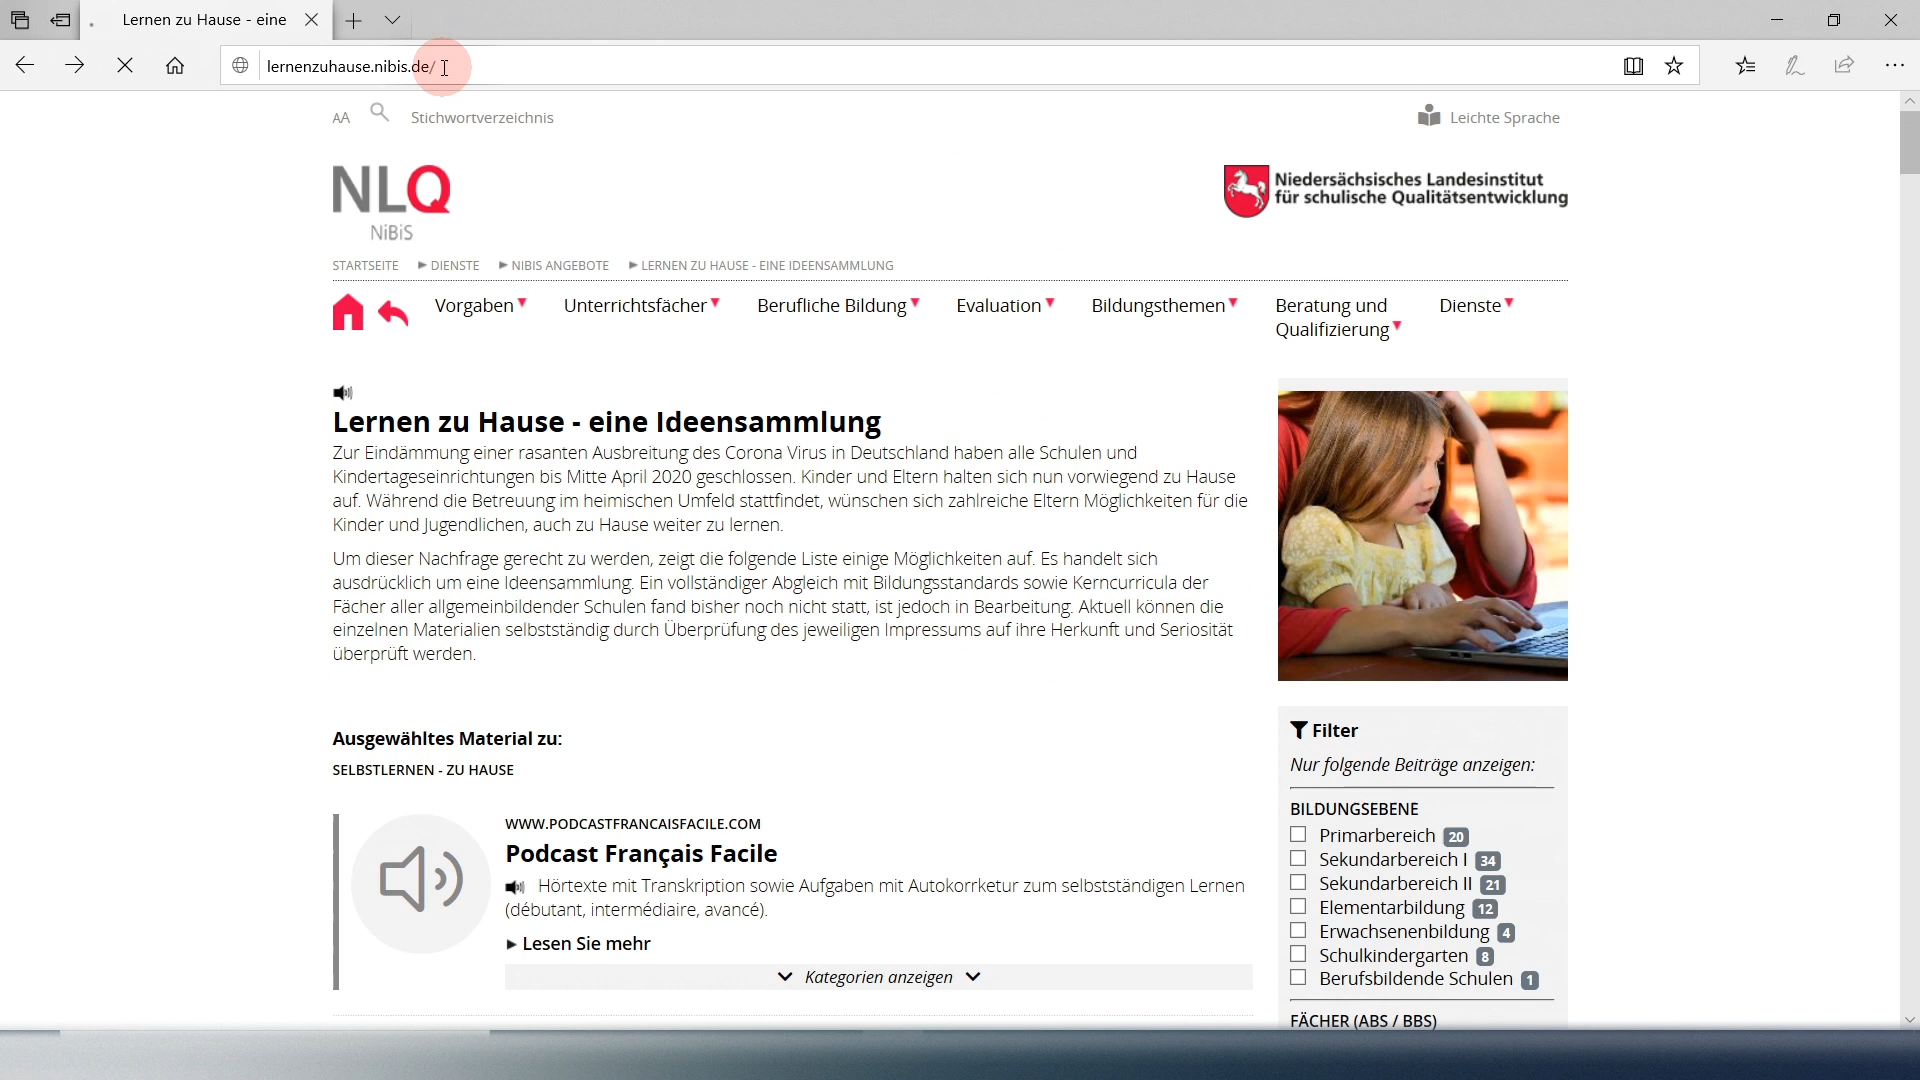 Lernen zu Hause - eine
lernenzuhause.nibis.de/
AA Stichwortverzeichnis
Leichte Sprache
NLQ
NiBiS
Niedersächsisches Landesinstitut
für schulische Qualitätsentwicklung
STARTSEITE ▶ DIENSTE ▶ NIBIS ANGEBOTE ▶ LERNEN ZU HAUSE - EINE IDEENSAMMLUNG
Vorgaben Unterrichtsfächer Berufliche Bildung Evaluation Bildungsthemen Beratung und Dienste
Qualifizierung
Lernen zu Hause - eine Ideensammlung
Zur Eindämmung einer rasanten Ausbreitung des Corona Virus in Deutschland haben alle Schulen und
Kindertageseinrichtungen bis Mitte April 2020 geschlossen. Kinder und Eltern halten sich nun vorwiegend zu Hause
auf. Während die Betreuung im heimischen Umfeld stattfindet, wünschen sich zahlreiche Eltern Möglichkeiten für die
Kinder und Jugendlichen, auch zu Hause weiter zu lernen.
Um dieser Nachfrage gerecht zu werden, zeigt die folgende Liste einige Möglichkeiten auf. Es handelt sich
ausdrücklich um eine Ideensammlung. Ein vollständiger Abgleich mit Bildungsstandards sowie Kerncurricula der
Fächer aller allgemeinbildender Schulen fand bisher noch nicht statt, ist jedoch in Bearbeitung. Aktuell können die
einzelnen Materialien selbstständig durch Überprüfung des jeweiligen Impressums auf ihre Herkunft und Seriosität
überprüft werden.
Ausgewähltes Material zu:
SELBSTLERNEN - ZU HAUSE
WWW.PODCASTFRANCAISFACILE.COM
Podcast Français Facile
Hörtexte mit Transkription sowie Aufgaben mit Autokorrketur zum selbstständigen Lernen
(débutant, intermédiaire, avancé).
▶ Lesen Sie mehr
Kategorien anzeigen
Filter
Nur folgende Beiträge anzeigen:
BILDUNGSEBENE
Primarbereich 20
Sekundarbereich I 34
Sekundarbereich II 21
Elementarbildung 12
Erwachsenenbildung 4
Schulkindergarten 8
Berufsbildende Schulen 1
FÄCHER (ABS / BBS)